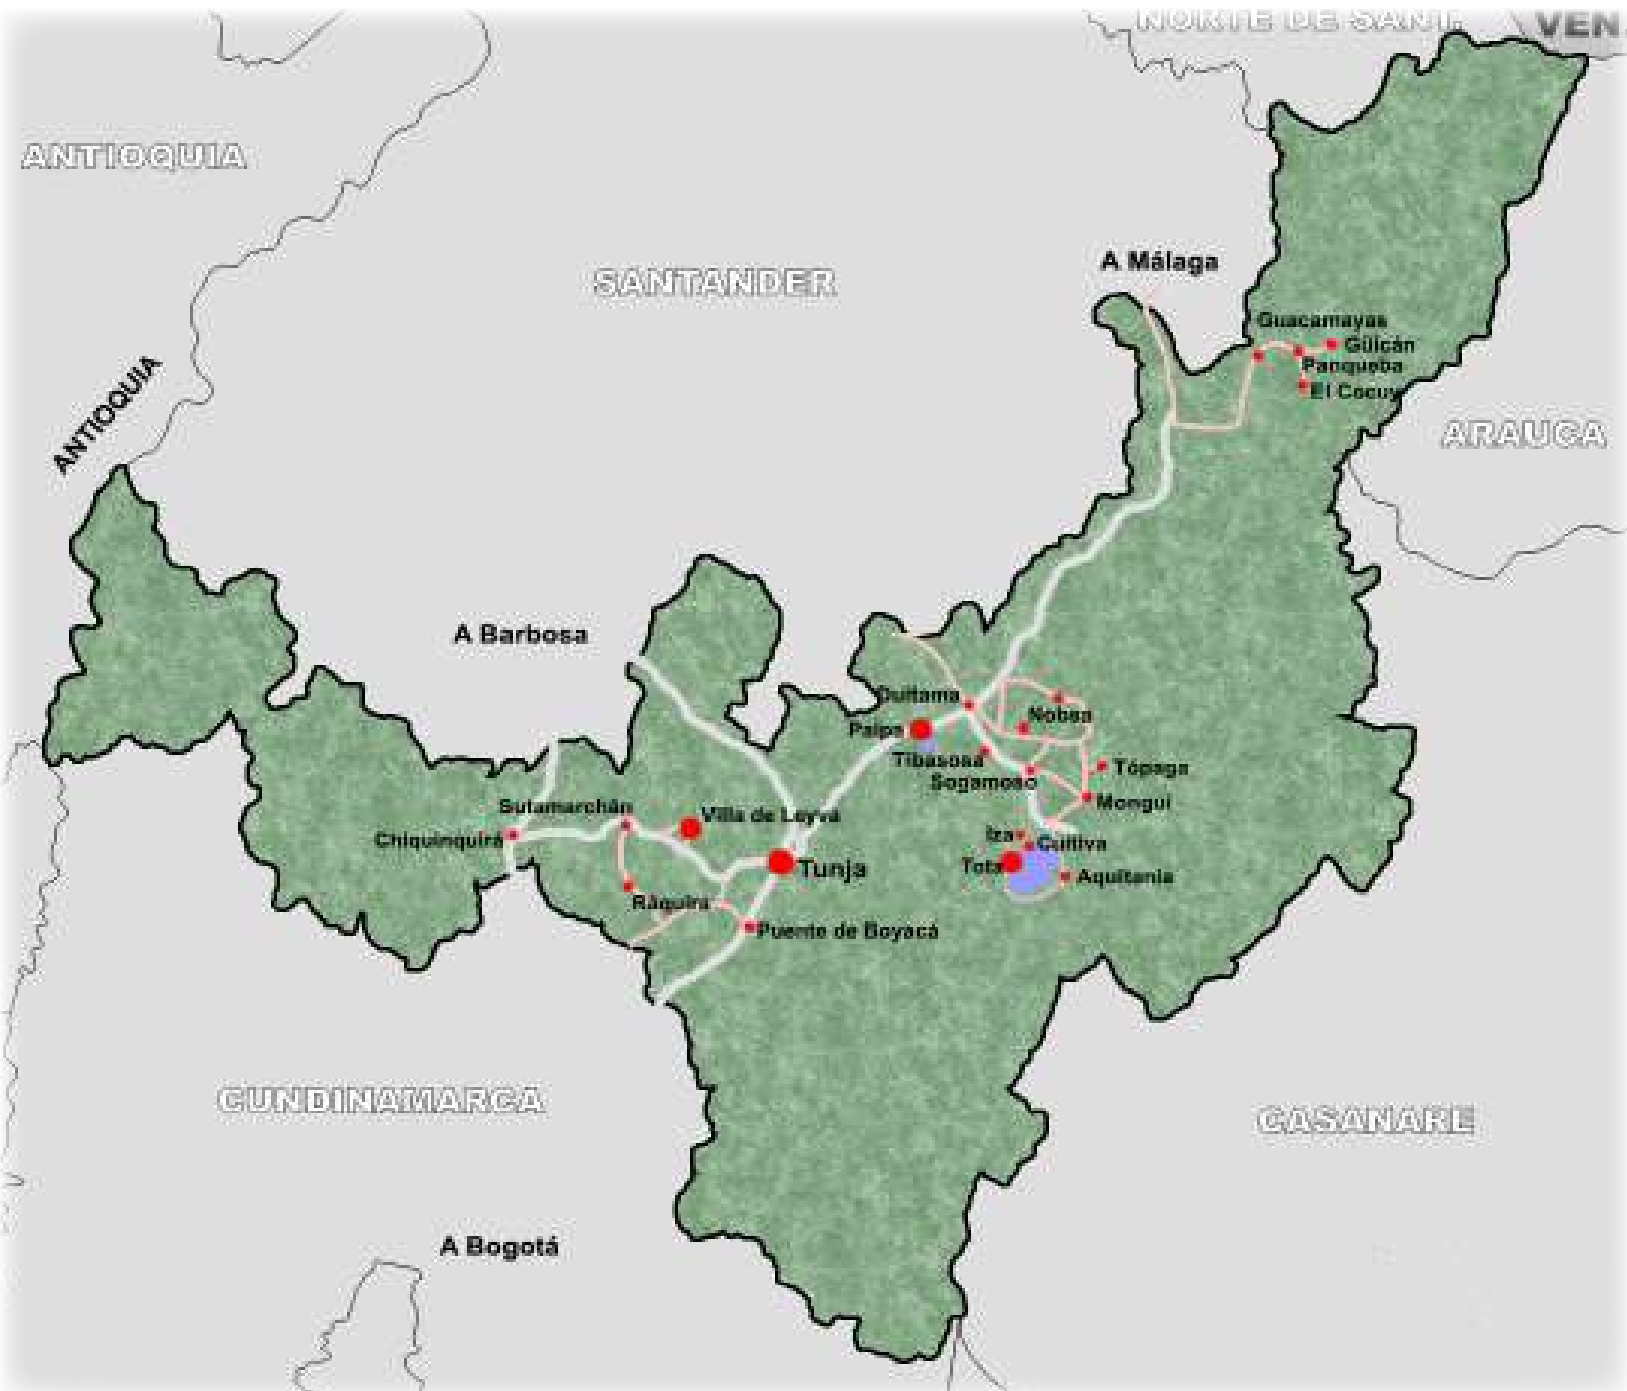 NORTE DE SANT.
VEN.
ANTIOQUIA
A Málaga
SANTANDER
Guacamayas
Güicán
Panqueba
El Cocuy
ANTIOQUIA
ARAUCA
A Barbosa
Duitama
Nobsa
Paipa
Tibasosa
Tópaga
Sogamoso
Mongui
Sutamarchán
Villa de Leyva
Chiquinquirá
Iza
Cuitiva
Tota
Tunja
Aquitania
Ráquira
Puente de Boyacá
CUNDINAMARCA
CASANARE
A Bogotá